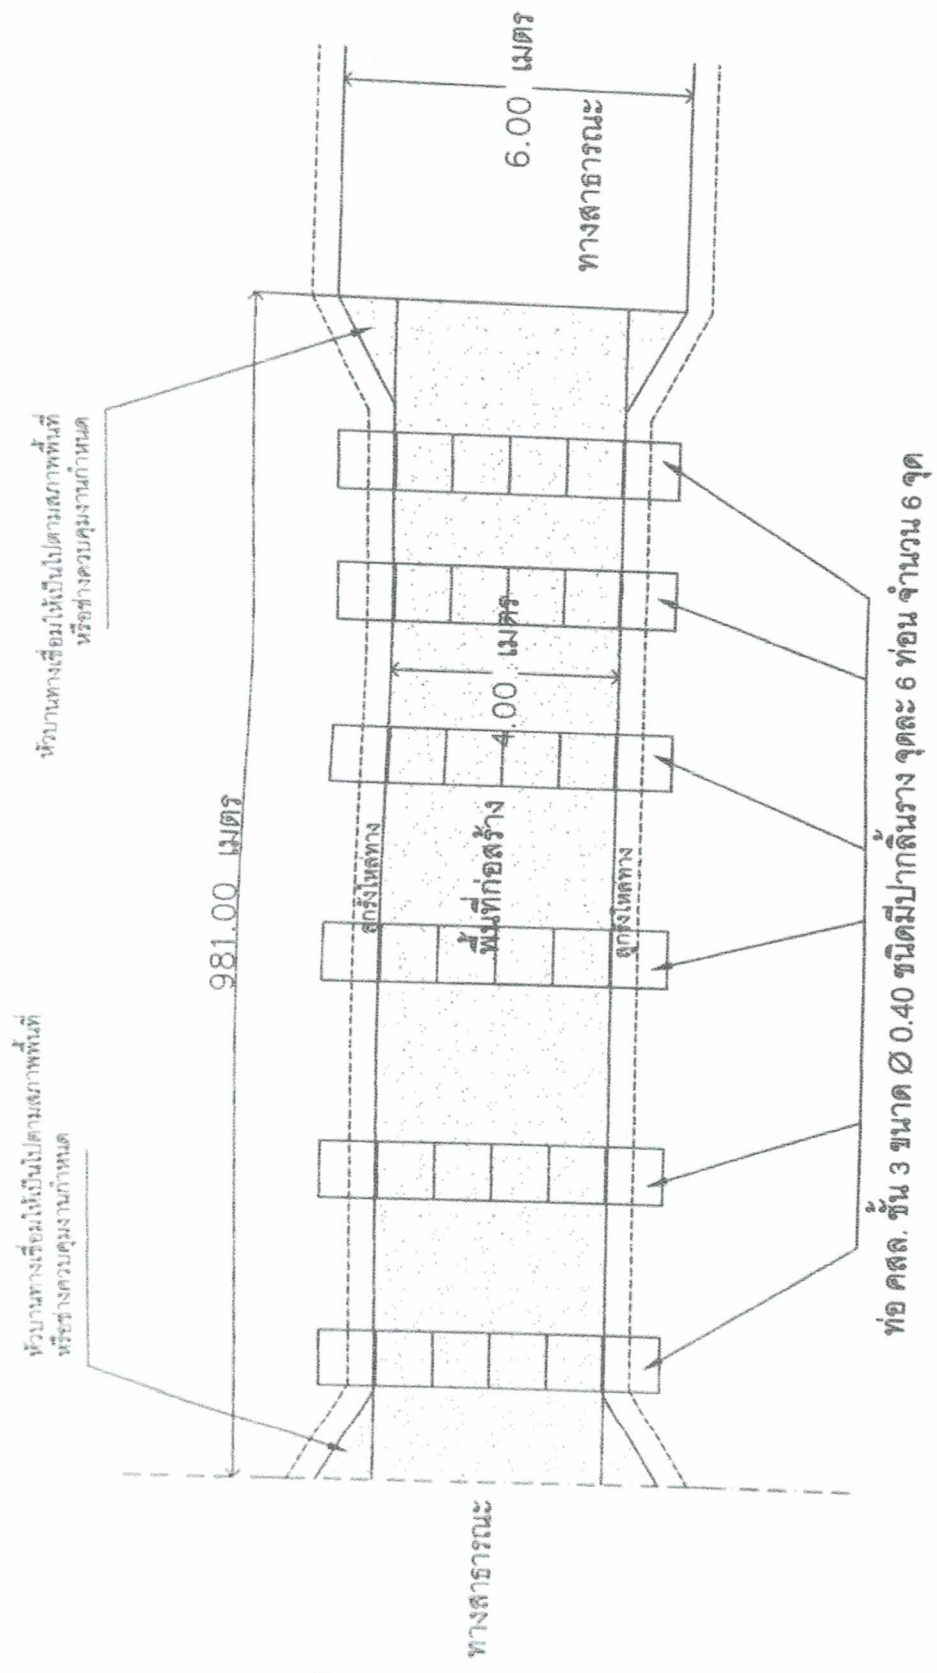 หัวบานทางเชื่อมให้เป็นไปตามสภาพพื้นที่
หรือช่างควบคุมงานกำหนด
หัวบานทางเชื่อมให้เป็นไปตามสภาพพื้นที่
หรือช่างควบคุมงานกำหนด
981.00 เมตร
ลูกรังไหล่ทาง
พื้นที่ก่อสร้าง
4.00 เมตร
ลูกรังไหล่ทาง
6.00 เมตร
ทางสาธารณะ
ทางสาธารณะ
ท่อ คสล. ชั้น 3 ขนาด Ø 0.40 ชนิดมีปากลิ้นราง จุดละ 6 ท่อน จำนวน 6 จุด